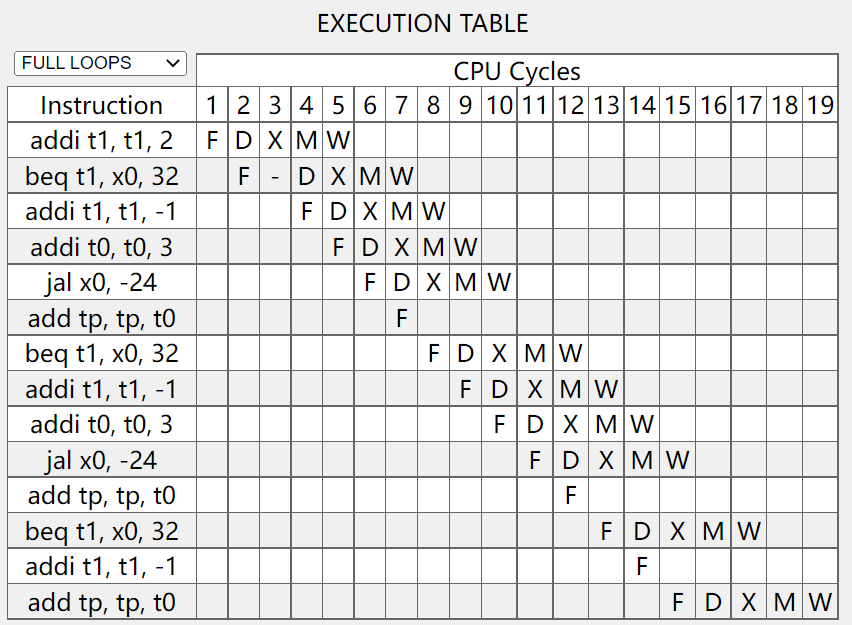 EXECUTION TABLE
FULL LOOPS
CPU Cycles
Instruction 1 2 3 4 5 6 7 8 9 10 11 12 13 14 15 16 17 18 19
addi t1, t1, 2 F D X M W
beq t1, x0, 32 F - D X M W
addi t1, t1, -1 F D X M W
addi t0, t0, 3 F D X M W
jal x0, -24 F D X M W
add tp, tp, t0 F
beq t1, x0, 32 F D X M W
addi t1, t1, -1 F D X M W
addi t0, t0, 3 F D X M W
jal x0, -24 F D X M W
add tp, tp, t0 F
beq t1, x0, 32 F D X M W
addi t1, t1, -1 F
add tp, tp, t0 F D X M W